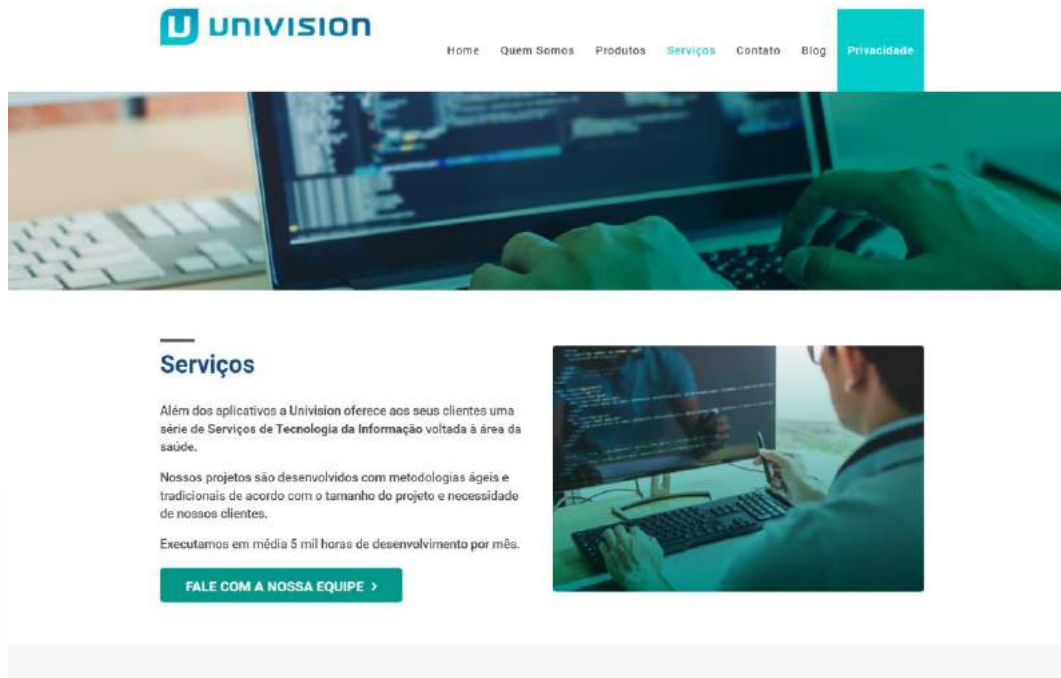 UNIVISION
Home Quem Somos Produtos Serviços Contato Blog Privacidade
Serviços
Além dos aplicativos a Univision oferece aos seus clientes uma
série de Serviços de Tecnologia da Informação voltada à área da
saúde.
Nossos projetos são desenvolvidos com metodologias ágeis e
tradicionais de acordo com o tamanho do projeto e necessidade
de nossos clientes.
Executamos em média 5 mil horas de desenvolvimento por mês.
FALE COM A NOSSA EQUIPE >